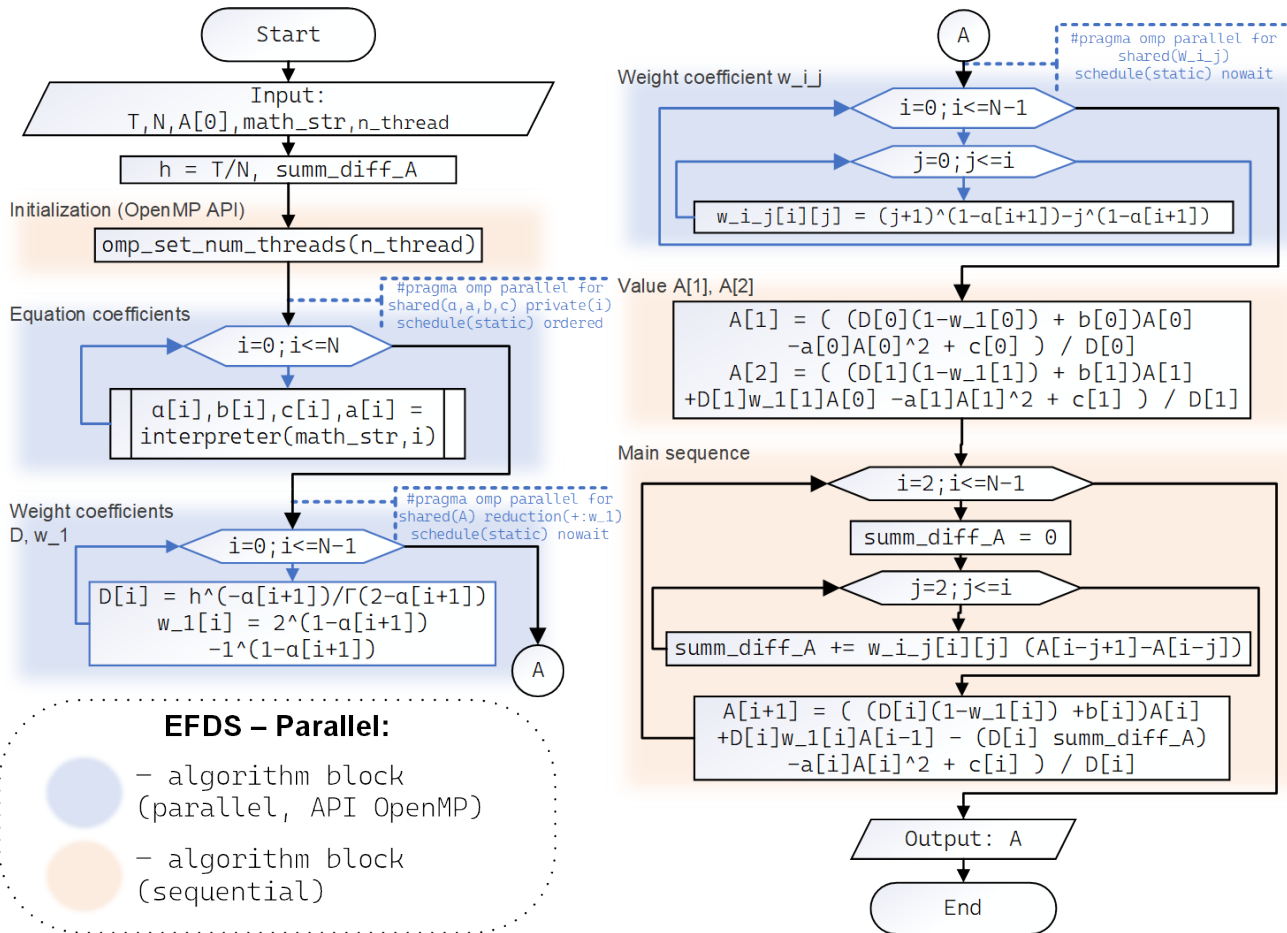 Start
Input:
T,N,A[0],math_str,n_thread
h = T/N, summ_diff_A
Initialization (OpenMP API)
omp_set_num_threads(n_thread)
#pragma omp parallel for
shared(α,a,b,c) private(i)
schedule(static) ordered
Equation coefficients
i=0;i<=N
α[i],b[i],c[i],a[i] =
interpreter(math_str,i)
#pragma omp parallel for
shared(A) reduction(+:w_1)
schedule(static) nowait
Weight coefficients
D, w_1
i=0;i<=N-1
D[i] = h^(-α[i+1])/Γ(2-α[i+1])
w_1[i] = 2^(1-α[i+1])
-1^(1-α[i+1])
A
EFDS – Parallel:
– algorithm block
(parallel, API OpenMP)
– algorithm block
(sequential)
A
#pragma omp parallel for
shared(W_i_j)
schedule(static) nowait
Weight coefficient w_i_j
i=0;i<=N-1
j=0;j<=i
w_i_j[i][j] = (j+1)^(1-α[i+1])-j^(1-α[i+1])
Value A[1], A[2]
A[1] = ( (D[0](1-w_1[0]) + b[0])A[0]
-a[0]A[0]^2 + c[0] ) / D[0]
A[2] = ( (D[1](1-w_1[1]) + b[1])A[1]
+D[1]w_1[1]A[0] -a[1]A[1]^2 + c[1] ) / D[1]
Main sequence
i=2;i<=N-1
summ_diff_A = 0
j=2;j<=i
summ_diff_A += w_i_j[i][j] (A[i-j+1]-A[i-j])
A[i+1] = ( (D[i](1-w_1[i]) +b[i])A[i]
+D[i]w_1[i]A[i-1] - (D[i] summ_diff_A)
-a[i]A[i]^2 + c[i] ) / D[i]
Output: A
End